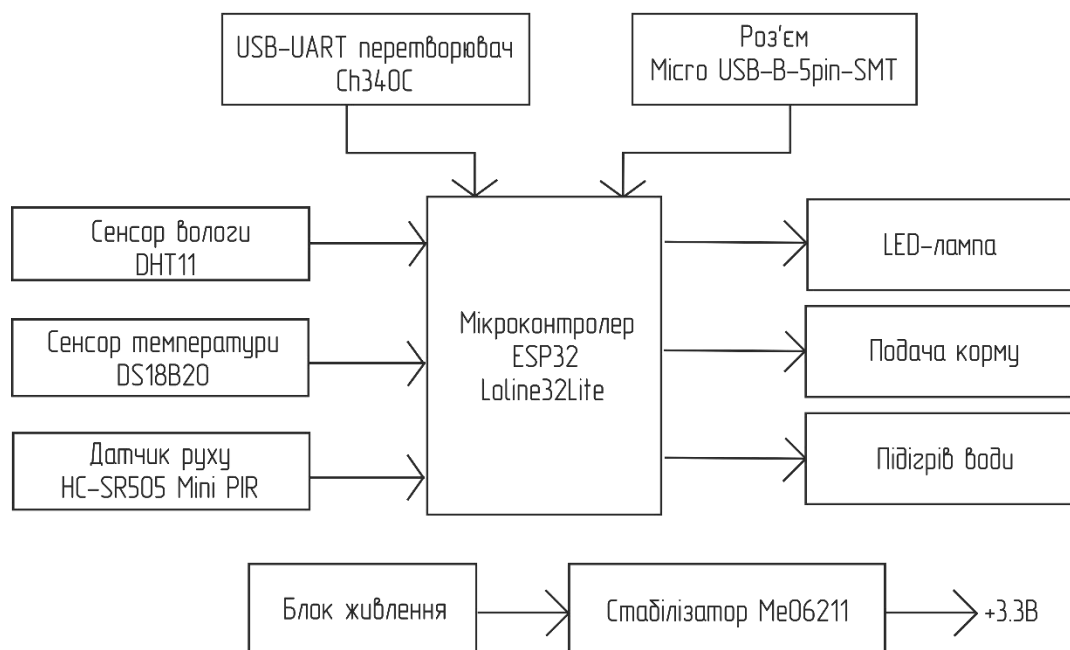 USB-UART перетворювач
Ch340C
Роз'єм
Місго USB-B-5pin-SMT
Сенсор вологи
DHT11
LED-лампа
Мікроконтролер
ESP32
Loline32Lite
Сенсор температури
DS18B20
Подача корму
Датчик руху
HC-SR505 Mini PIR
Підігрів води
Блок живлення
Стабілізатор Me06211
+3.3В